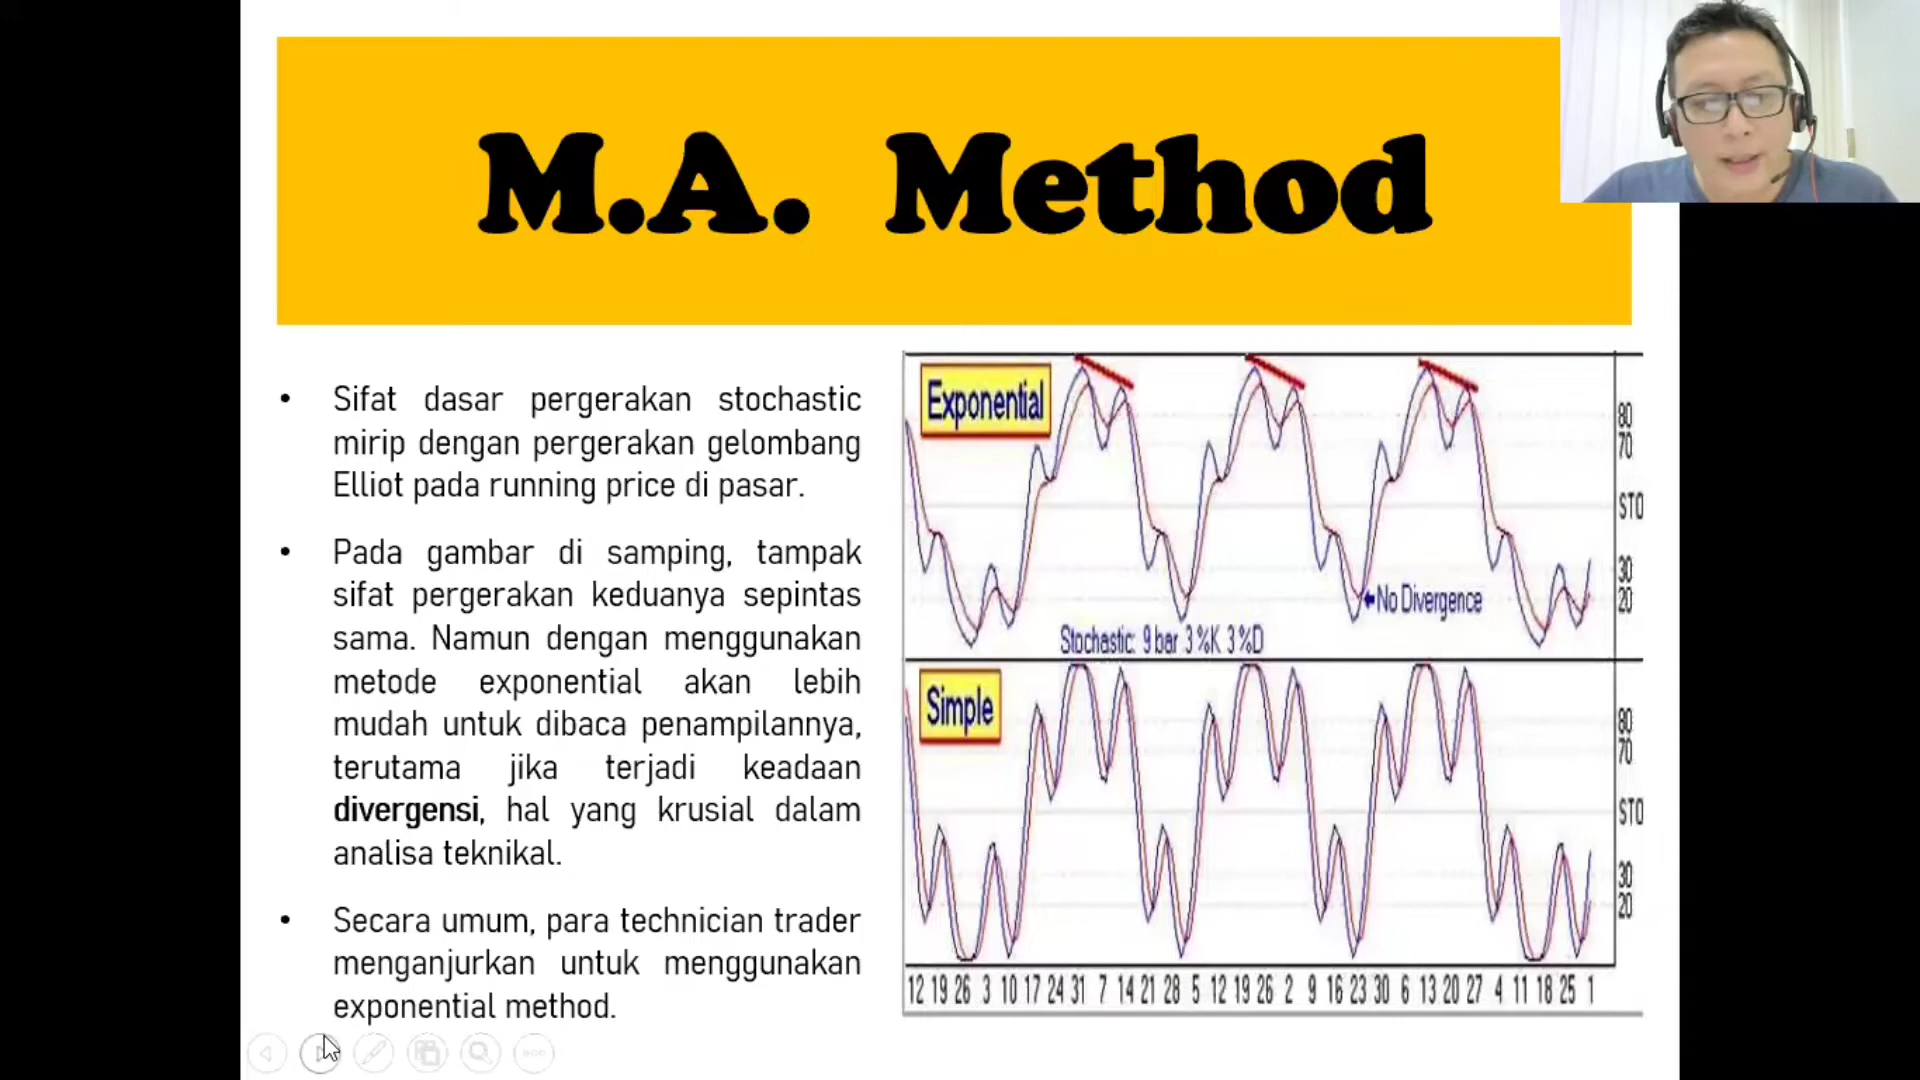 M.A. Method
• Sifat dasar pergerakan stochastic
mirip dengan pergerakan gelombang
Elliot pada running price di pasar.
• Pada gambar di samping, tampak
sifat pergerakan keduanya sepintas
sama. Namun dengan menggunakan
metode exponential akan lebih
mudah untuk dibaca penampilannya,
terutama jika terjadi keadaan
divergensi, hal yang krusial dalam
analisa teknikal.
• Secara umum, para technician trader
menganjurkan untuk menggunakan
exponential method.
Exponential
80
70
STO
30
20
No Divergence
Stochastic: 9 bar 3 %K 3 %D
Simple
80
70
STO
30
20
12 19 26 3 10 17 24 31 7 14 21 28 5 12 19 26 2 9 16 23 30 6 13 20 27 4 11 18 25 1